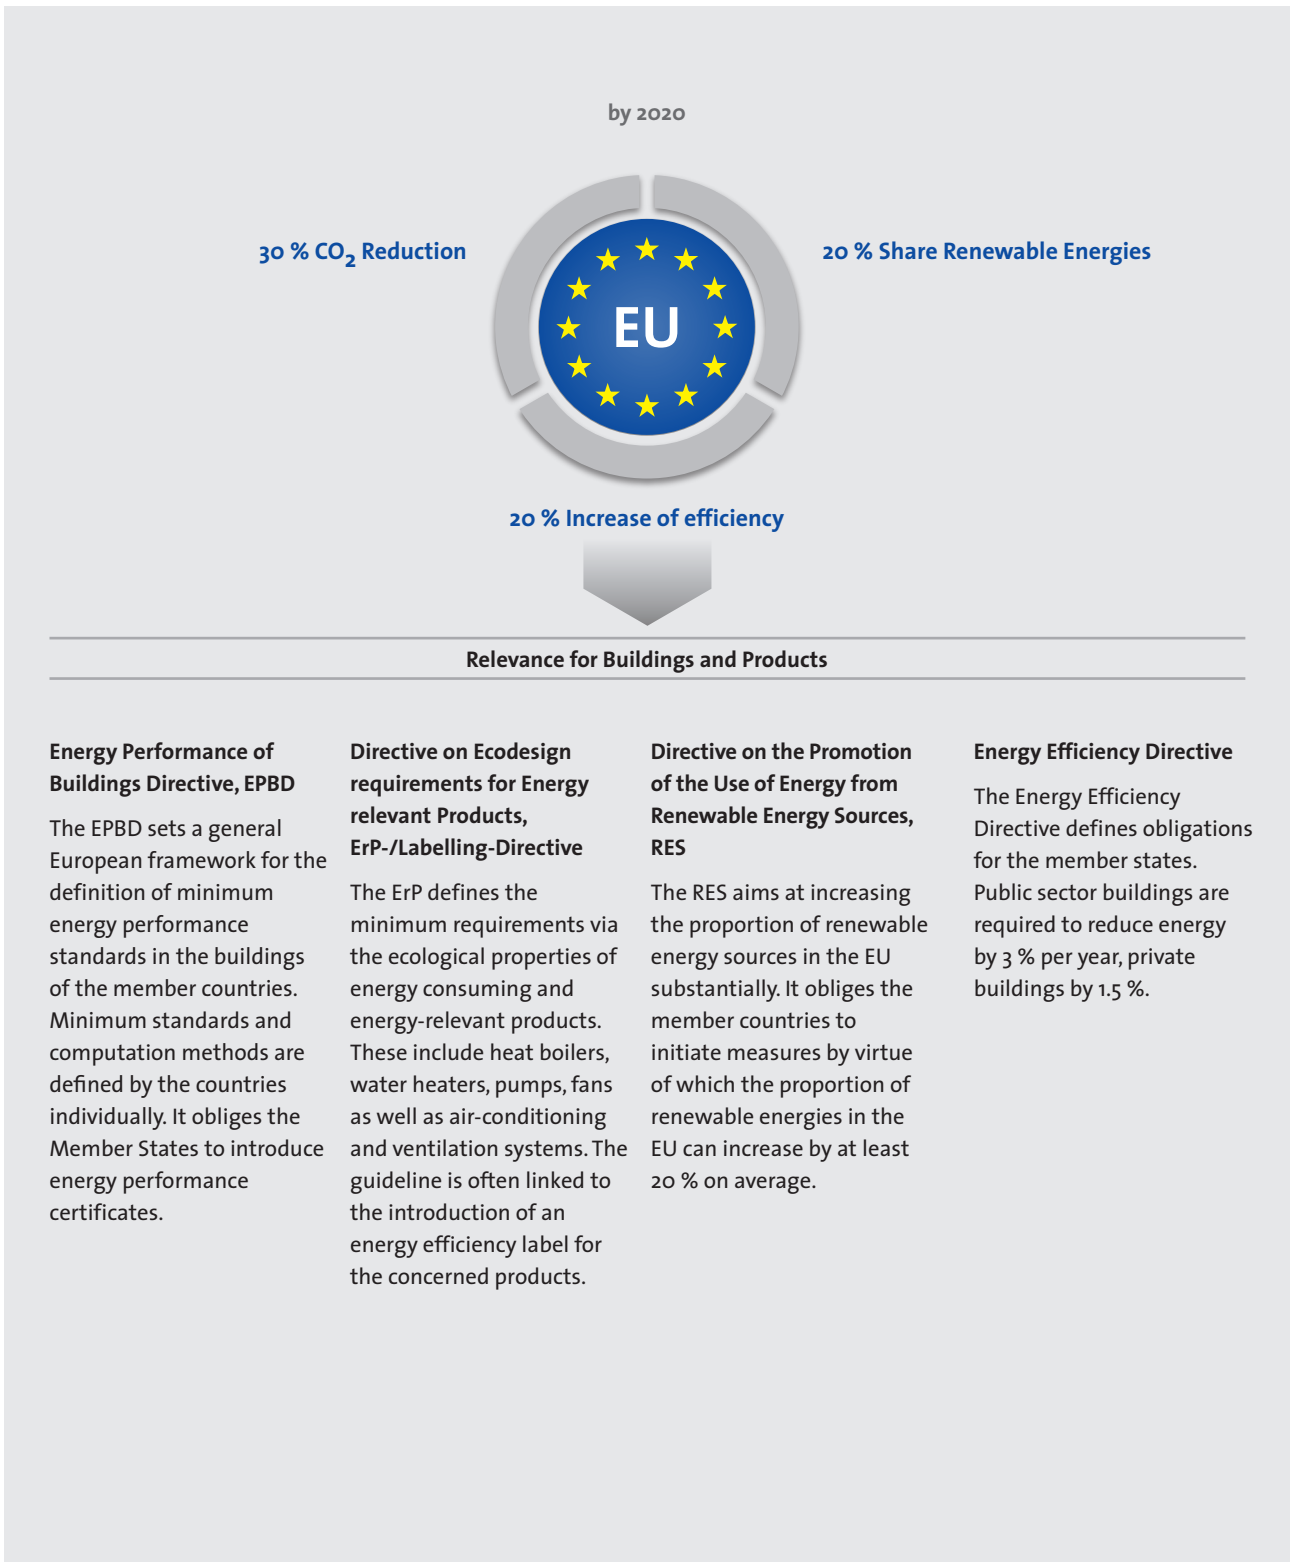 by 2020
30 % CO2 Reduction
20 % Share Renewable Energies
EU
20 % Increase of efficiency
Relevance for Buildings and Products
Energy Performance of
Buildings Directive, EPBD
The EPBD sets a general
European framework for the
definition of minimum
energy performance
standards in the buildings
of the member countries.
Minimum standards and
computation methods are
defined by the countries
individually. It obliges the
Member States to introduce
energy performance
certificates.
Directive on Ecodesign
requirements for Energy
relevant Products,
ErP-/Labelling-Directive
The ErP defines the
minimum requirements via
the ecological properties of
energy consuming and
energy-relevant products.
These include heat boilers,
water heaters, pumps, fans
as well as air-conditioning
and ventilation systems. The
guideline is often linked to
the introduction of an
energy efficiency label for
the concerned products.
Directive on the Promotion
of the Use of Energy from
Renewable Energy Sources,
RES
The RES aims at increasing
the proportion of renewable
energy sources in the EU
substantially. It obliges the
member countries to
initiate measures by virtue
of which the proportion of
renewable energies in the
EU can increase by at least
20 % on average.
Energy Efficiency Directive
The Energy Efficiency
Directive defines obligations
for the member states.
Public sector buildings are
required to reduce energy
by 3 % per year, private
buildings by 1.5 %.